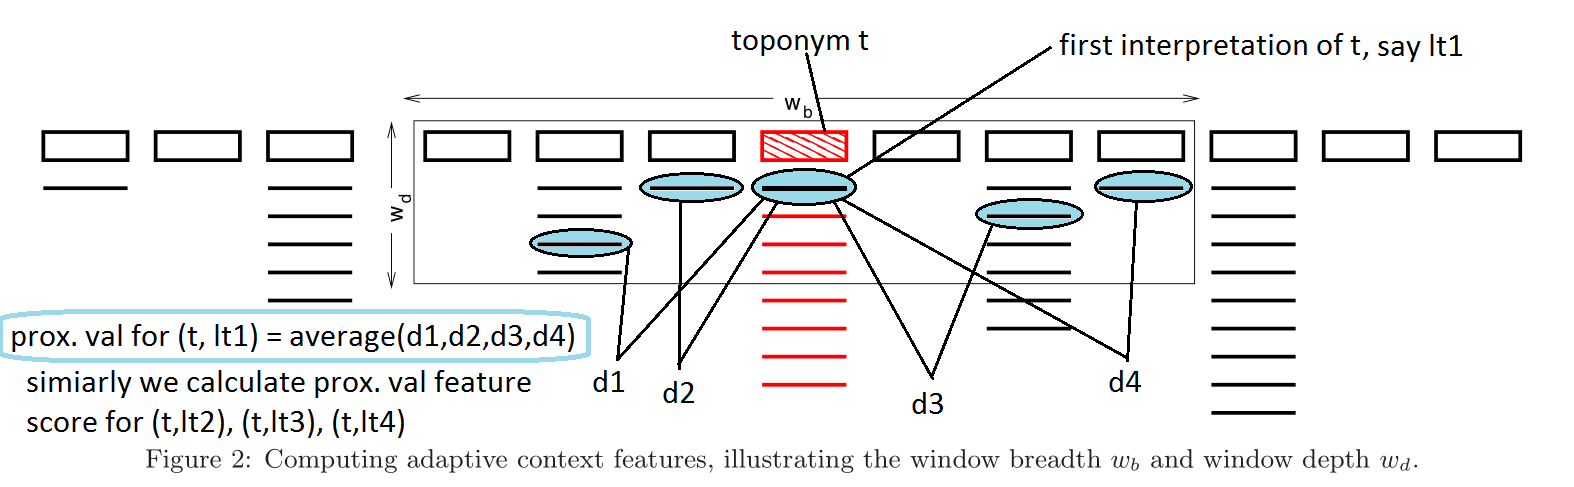 toponym t
first interpretation of t, say lt1
w_b
w_d
prox. val for (t, lt1) = average(d1,d2,d3,d4)
simiarly we calculate prox. val feature
score for (t,lt2), (t,lt3), (t,lt4)
d1
d2
d3
d4
Figure 2: Computing adaptive context features, illustrating the window breadth w_b and window depth w_d.